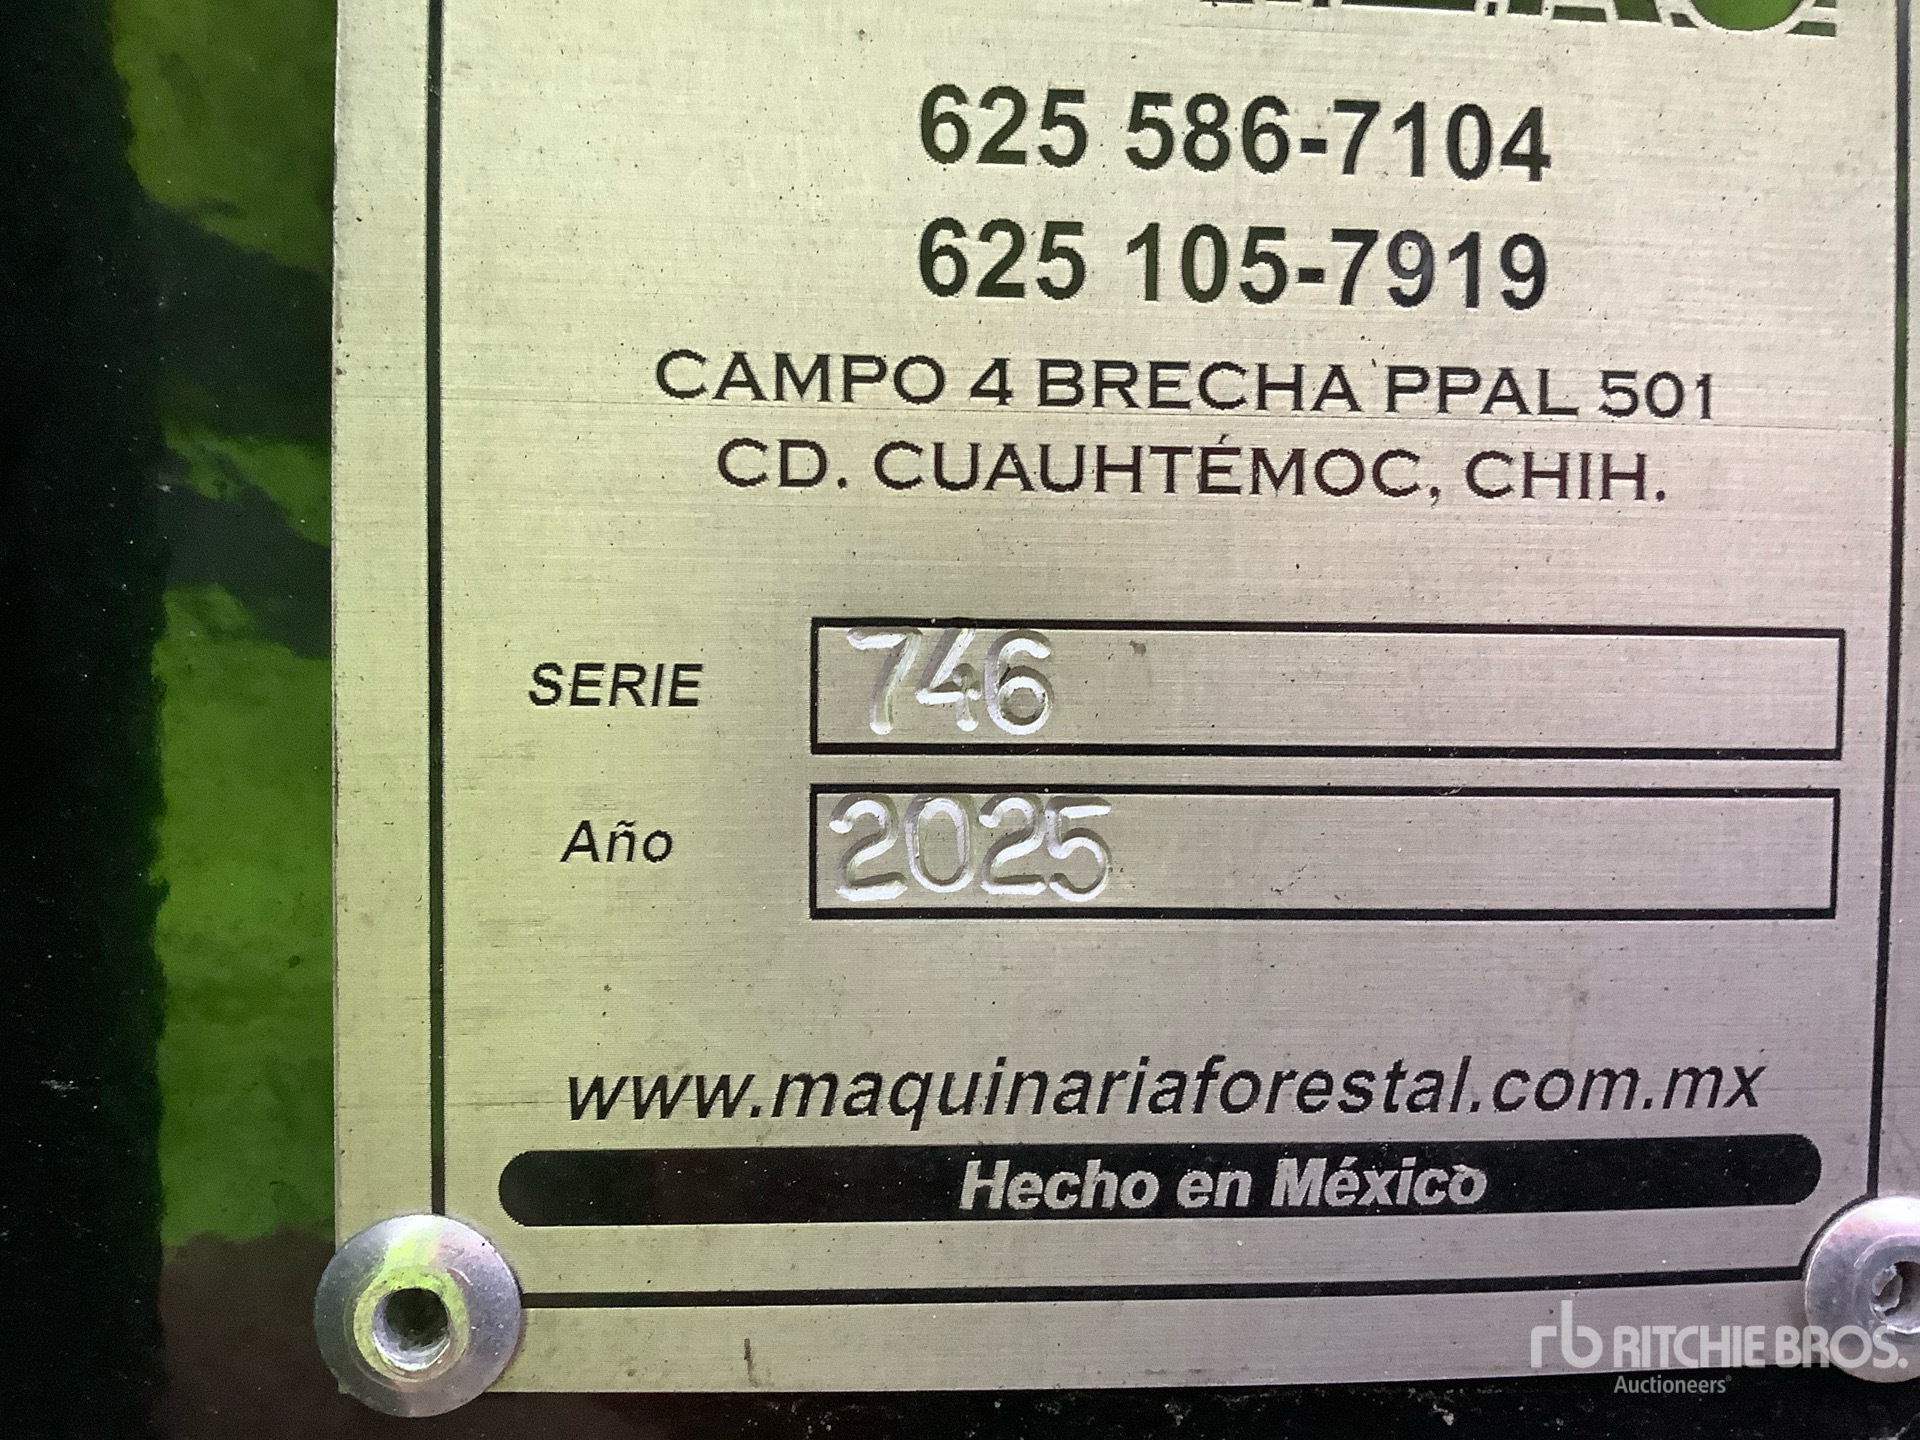 625 586-7104
625 105-7919
CAMPO 4 BRECHA PPAL 501
CD. CUAUHTÉMOC, CHIH.
SERIE 746
Año 2025
www.maquinariaforestal.com.mx
Hecho en México
rb RITCHIE BROS.
Auctioneers